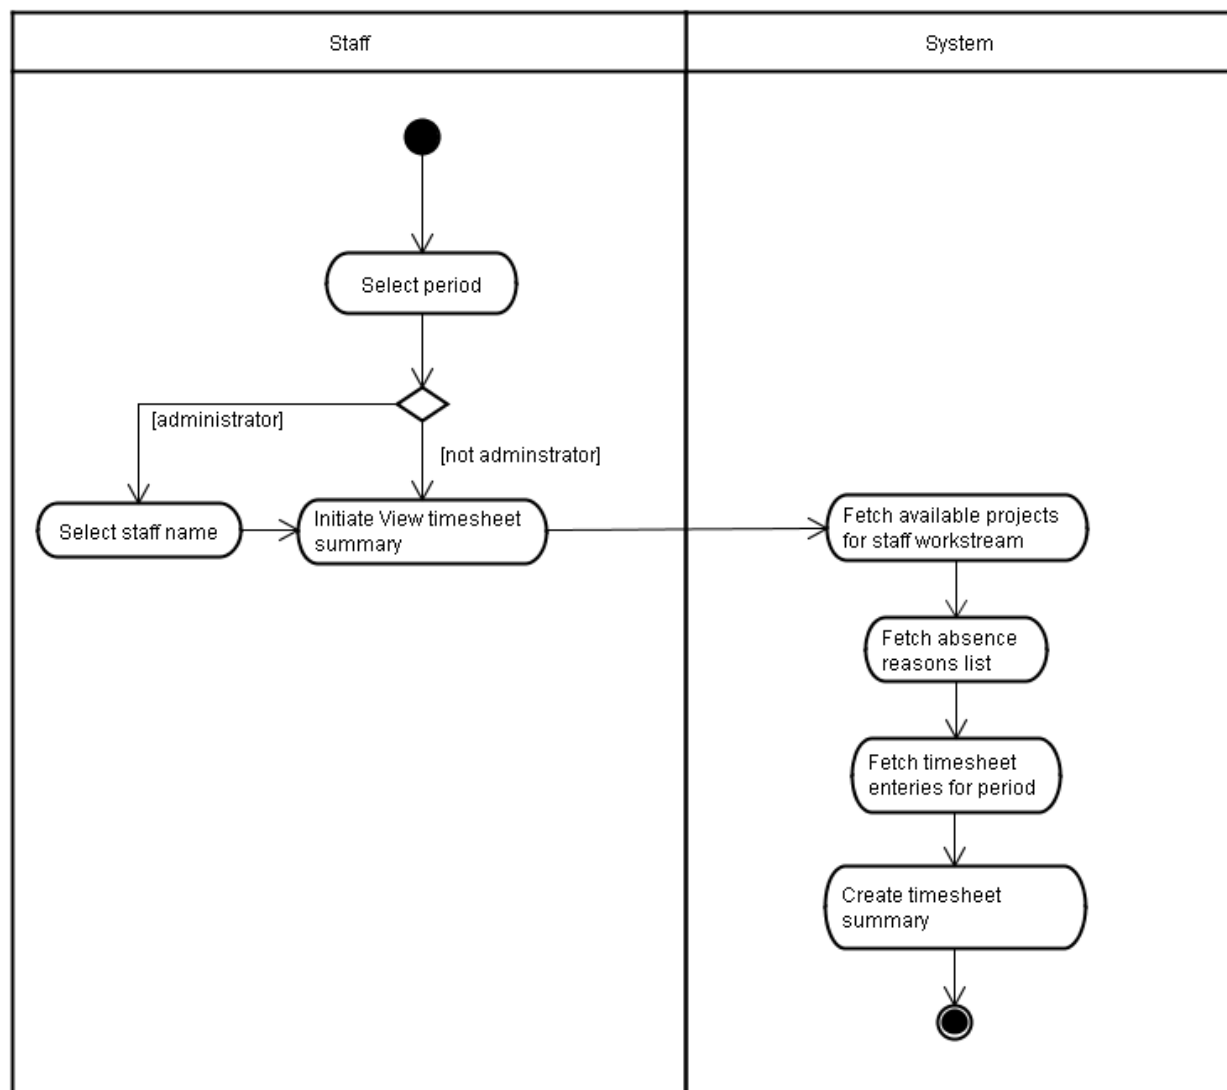 Staff
System
Select period
[administrator]
[not adminstrator]
Select staff name
Initiate View timesheet
summary
Fetch available projects
for staff workstream
Fetch absence
reasons list
Fetch timesheet
enteries for period
Create timesheet
summary